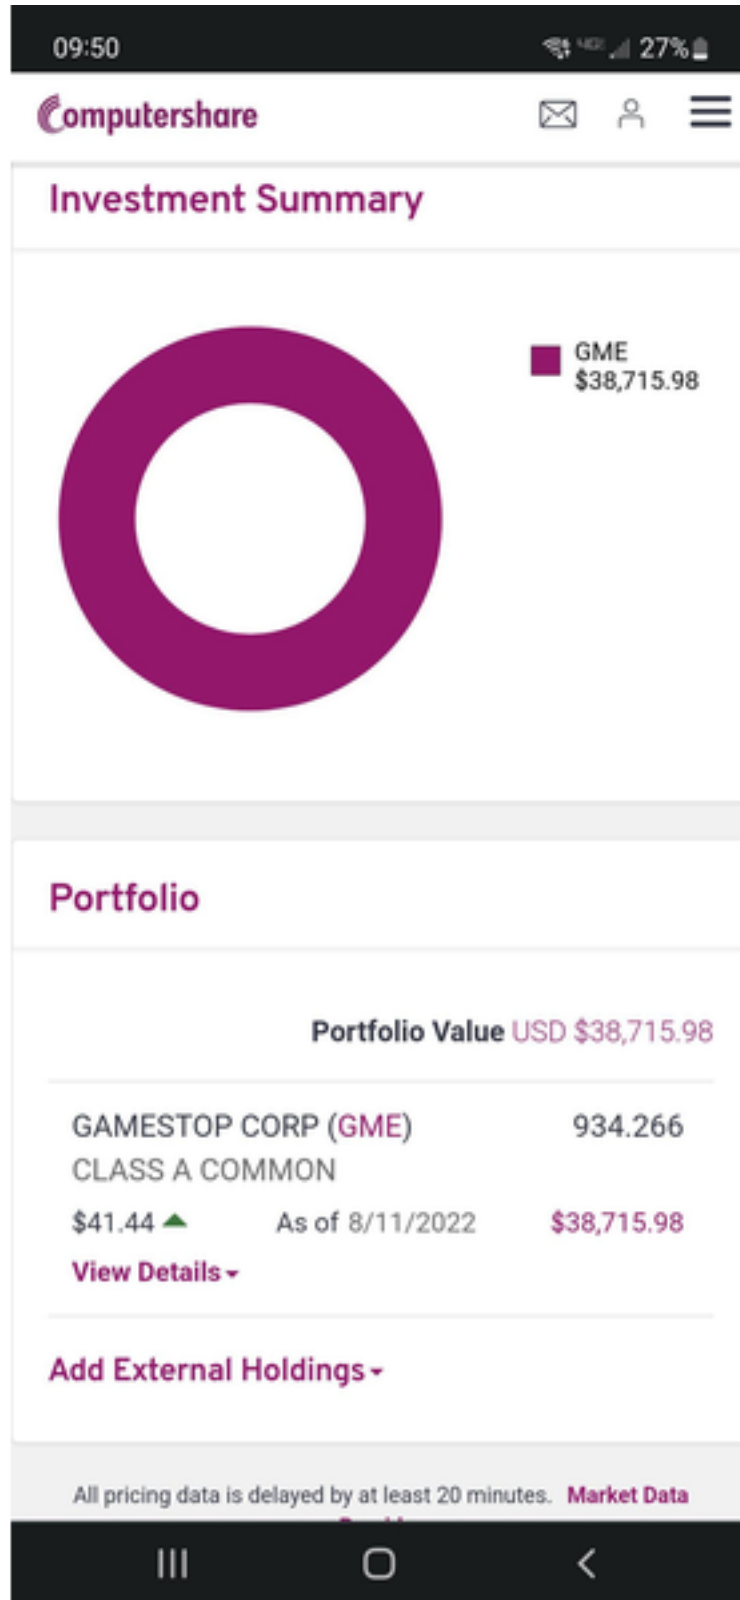 09:50 27%
Computershare
Investment Summary
GME
$38,715.98
Portfolio
Portfolio Value USD $38,715.98
GAMESTOP CORP (GME) 934.266
CLASS A COMMON
$41.44 As of 8/11/2022 $38,715.98
View Details
Add External Holdings
All pricing data is delayed by at least 20 minutes. Market Data